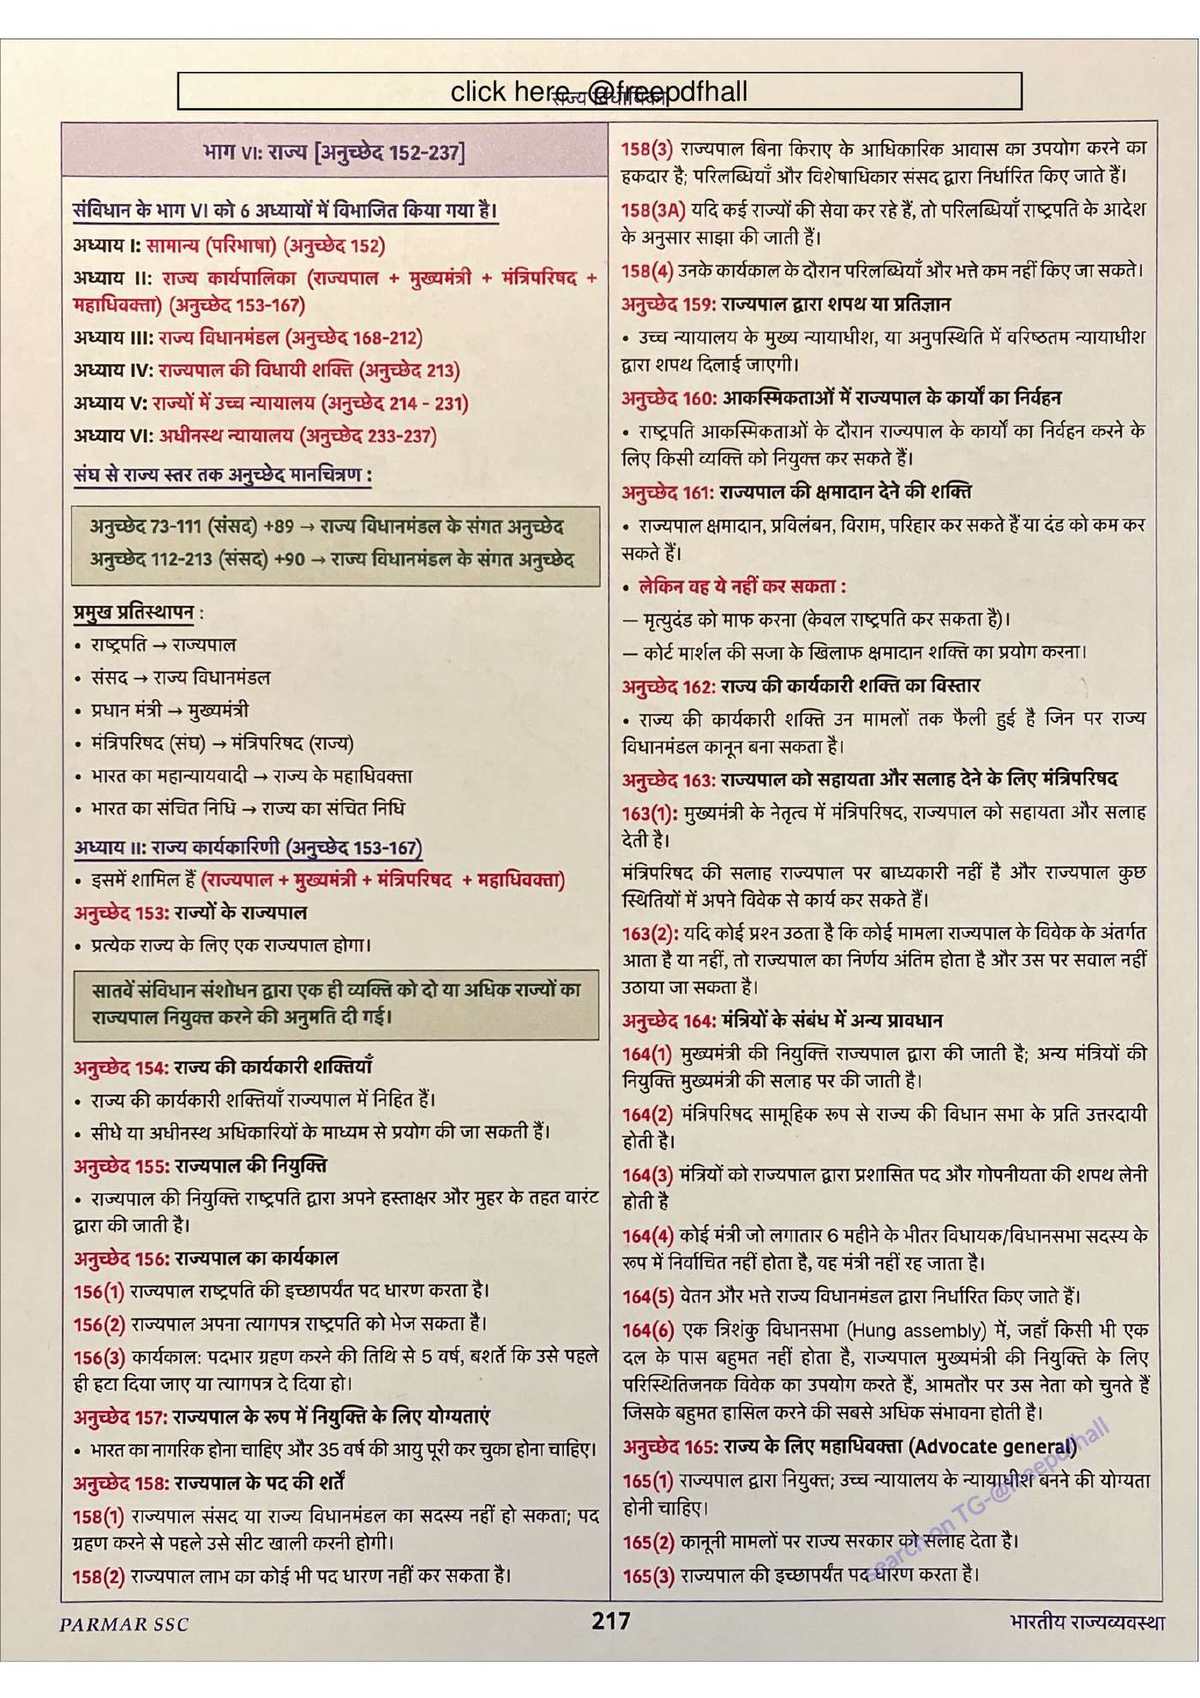 click here - @freepdfhall
राज्य विधायिका
भाग VI: राज्य [अनुच्छेद 152-237]
संविधान के भाग VI को 6 अध्यायों में विभाजित किया गया है।
अध्याय I: सामान्य (परिभाषा) (अनुच्छेद 152)
अध्याय II: राज्य कार्यपालिका (राज्यपाल + मुख्यमंत्री + मंत्रिपरिषद +
महाधिवक्ता) (अनुच्छेद 153-167)
अध्याय III: राज्य विधानमंडल (अनुच्छेद 168-212)
अध्याय IV: राज्यपाल की विधायी शक्ति (अनुच्छेद 213)
अध्याय V: राज्यों में उच्च न्यायालय (अनुच्छेद 214 - 231)
अध्याय VI: अधीनस्थ न्यायालय (अनुच्छेद 233-237)
संघ से राज्य स्तर तक अनुच्छेद मानचित्रण :
अनुच्छेद 73-111 (संसद) +89 → राज्य विधानमंडल के संगत अनुच्छेद
अनुच्छेद 112-213 (संसद) +90 → राज्य विधानमंडल के संगत अनुच्छेद
प्रमुख प्रतिस्थापन :
• राष्ट्रपति → राज्यपाल
• संसद → राज्य विधानमंडल
• प्रधान मंत्री → मुख्यमंत्री
• मंत्रिपरिषद (संघ) → मंत्रिपरिषद (राज्य)
• भारत का महान्यायवादी → राज्य के महाधिवक्ता
• भारत का संचित निधि → राज्य का संचित निधि
अध्याय II: राज्य कार्यकारिणी (अनुच्छेद 153-167)
• इसमें शामिल हैं (राज्यपाल + मुख्यमंत्री + मंत्रिपरिषद + महाधिवक्ता)
अनुच्छेद 153: राज्यों के राज्यपाल
• प्रत्येक राज्य के लिए एक राज्यपाल होगा।
सातवें संविधान संशोधन द्वारा एक ही व्यक्ति को दो या अधिक राज्यों का
राज्यपाल नियुक्त करने की अनुमति दी गई।
अनुच्छेद 154: राज्य की कार्यकारी शक्तियाँ
• राज्य की कार्यकारी शक्तियाँ राज्यपाल में निहित हैं।
• सीधे या अधीनस्थ अधिकारियों के माध्यम से प्रयोग की जा सकती हैं।
अनुच्छेद 155: राज्यपाल की नियुक्ति
• राज्यपाल की नियुक्ति राष्ट्रपति द्वारा अपने हस्ताक्षर और मुहर के तहत वारंट
द्वारा की जाती है।
अनुच्छेद 156: राज्यपाल का कार्यकाल
156(1) राज्यपाल राष्ट्रपति की इच्छापर्यंत पद धारण करता है।
156(2) राज्यपाल अपना त्यागपत्र राष्ट्रपति को भेज सकता है।
156(3) कार्यकाल: पदभार ग्रहण करने की तिथि से 5 वर्ष, बशर्ते कि उसे पहले
ही हटा दिया जाए या त्यागपत्र दे दिया हो।
अनुच्छेद 157: राज्यपाल के रूप में नियुक्ति के लिए योग्यताएं
• भारत का नागरिक होना चाहिए और 35 वर्ष की आयु पूरी कर चुका होना चाहिए।
अनुच्छेद 158: राज्यपाल के पद की शर्तें
158(1) राज्यपाल संसद या राज्य विधानमंडल का सदस्य नहीं हो सकता; पद
ग्रहण करने से पहले उसे सीट खाली करनी होगी।
158(2) राज्यपाल लाभ का कोई भी पद धारण नहीं कर सकता है।
158(3) राज्यपाल बिना किराए के आधिकारिक आवास का उपयोग करने का
हकदार है; परिलब्धियाँ और विशेषाधिकार संसद द्वारा निर्धारित किए जाते हैं।
158(3A) यदि कई राज्यों की सेवा कर रहे हैं, तो परिलब्धियाँ राष्ट्रपति के आदेश
के अनुसार साझा की जाती हैं।
158(4) उनके कार्यकाल के दौरान परिलब्धियाँ और भत्ते कम नहीं किए जा सकते।
अनुच्छेद 159: राज्यपाल द्वारा शपथ या प्रतिज्ञान
• उच्च न्यायालय के मुख्य न्यायाधीश, या अनुपस्थिति में वरिष्ठतम न्यायाधीश
द्वारा शपथ दिलाई जाएगी।
अनुच्छेद 160: आकस्मिकताओं में राज्यपाल के कार्यों का निर्वहन
• राष्ट्रपति आकस्मिकताओं के दौरान राज्यपाल के कार्यों का निर्वहन करने के
लिए किसी व्यक्ति को नियुक्त कर सकते हैं।
अनुच्छेद 161: राज्यपाल की क्षमादान देने की शक्ति
• राज्यपाल क्षमादान, प्रविलंबन, विराम, परिहार कर सकते हैं या दंड को कम कर
सकते हैं।
• लेकिन वह ये नहीं कर सकता :
— मृत्युदंड को माफ करना (केवल राष्ट्रपति कर सकता है)।
— कोर्ट मार्शल की सजा के खिलाफ क्षमादान शक्ति का प्रयोग करना।
अनुच्छेद 162: राज्य की कार्यकारी शक्ति का विस्तार
• राज्य की कार्यकारी शक्ति उन मामलों तक फैली हुई है जिन पर राज्य
विधानमंडल कानून बना सकता है।
अनुच्छेद 163: राज्यपाल को सहायता और सलाह देने के लिए मंत्रिपरिषद
163(1): मुख्यमंत्री के नेतृत्व में मंत्रिपरिषद, राज्यपाल को सहायता और सलाह
देती है।
मंत्रिपरिषद की सलाह राज्यपाल पर बाध्यकारी नहीं है और राज्यपाल कुछ
स्थितियों में अपने विवेक से कार्य कर सकते हैं।
163(2): यदि कोई प्रश्न उठता है कि कोई मामला राज्यपाल के विवेक के अंतर्गत
आता है या नहीं, तो राज्यपाल का निर्णय अंतिम होता है और उस पर सवाल नहीं
उठाया जा सकता है।
अनुच्छेद 164: मंत्रियों के संबंध में अन्य प्रावधान
164(1) मुख्यमंत्री की नियुक्ति राज्यपाल द्वारा की जाती है; अन्य मंत्रियों की
नियुक्ति मुख्यमंत्री की सलाह पर की जाती है।
164(2) मंत्रिपरिषद सामूहिक रूप से राज्य की विधान सभा के प्रति उत्तरदायी
होती है।
164(3) मंत्रियों को राज्यपाल द्वारा प्रशासित पद और गोपनीयता की शपथ लेनी
होती है
164(4) कोई मंत्री जो लगातार 6 महीने के भीतर विधायक/विधानसभा सदस्य के
रूप में निर्वाचित नहीं होता है, वह मंत्री नहीं रह जाता है।
164(5) वेतन और भत्ते राज्य विधानमंडल द्वारा निर्धारित किए जाते हैं।
164(6) एक त्रिशंकु विधानसभा (Hung assembly) में, जहाँ किसी भी एक
दल के पास बहुमत नहीं होता है, राज्यपाल मुख्यमंत्री की नियुक्ति के लिए
परिस्थितिजनक विवेक का उपयोग करते हैं, आमतौर पर उस नेता को चुनते हैं
जिसके बहुमत हासिल करने की सबसे अधिक संभावना होती है।
अनुच्छेद 165: राज्य के लिए महाधिवक्ता (Advocate general)
165(1) राज्यपाल द्वारा नियुक्त; उच्च न्यायालय के न्यायाधीश बनने की योग्यता
होनी चाहिए।
165(2) कानूनी मामलों पर राज्य सरकार को सलाह देता है।
165(3) राज्यपाल की इच्छापर्यंत पद धारण करता है।
search on TG-@freepdfhall
PARMAR SSC
217
भारतीय राज्यव्यवस्था